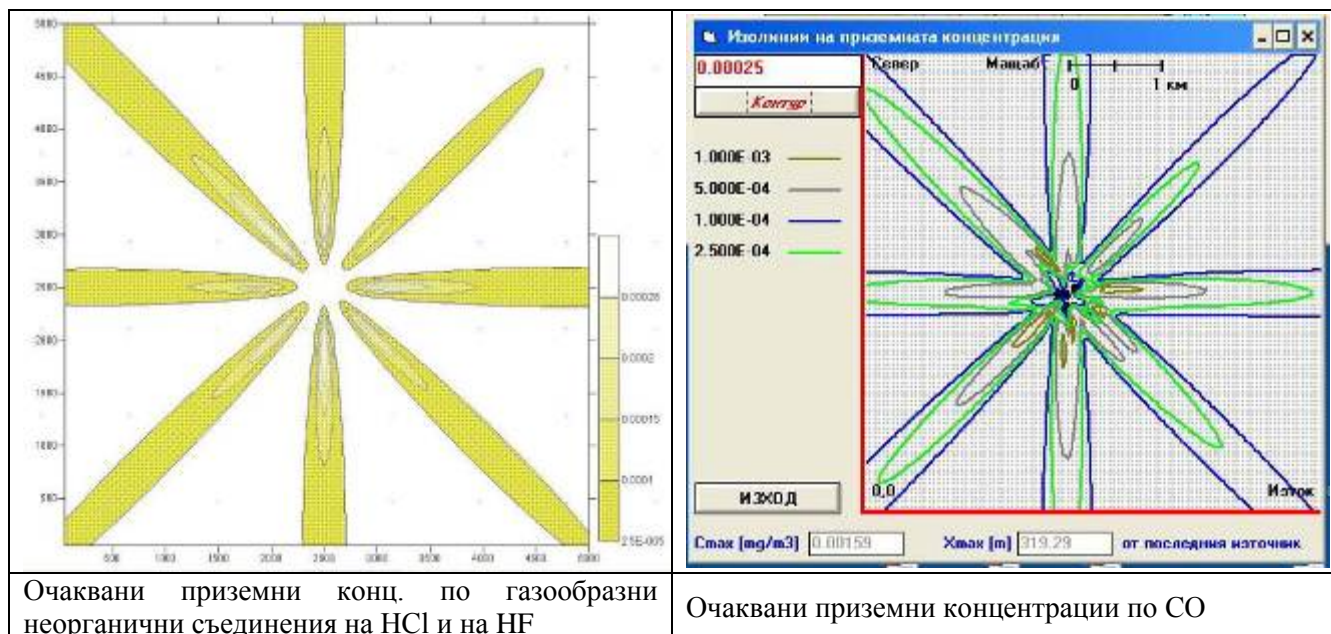 5000
4500
4000
3500
3000
2500
2000
1500
1000
500
500 1000 1500 2000 2500 3000 3500 4000 4500 5000
0.00025
0.0002
0.00015
0.0001
2.5E-005
Изолинии на приземната концентрация
0.00025
Север Мащаб
0 1 км
Контур
1.000E-03
5.000E-04
1.000E-04
2.500E-04
ИЗХОД
0,0 Изток
Cmax [mg/m3] 0.00159 Xmax [m] 319.29 от последния източник
Очаквани приземни конц. по газообразни
неорганични съединения на HCl и на HF
Очаквани приземни концентрации по CO